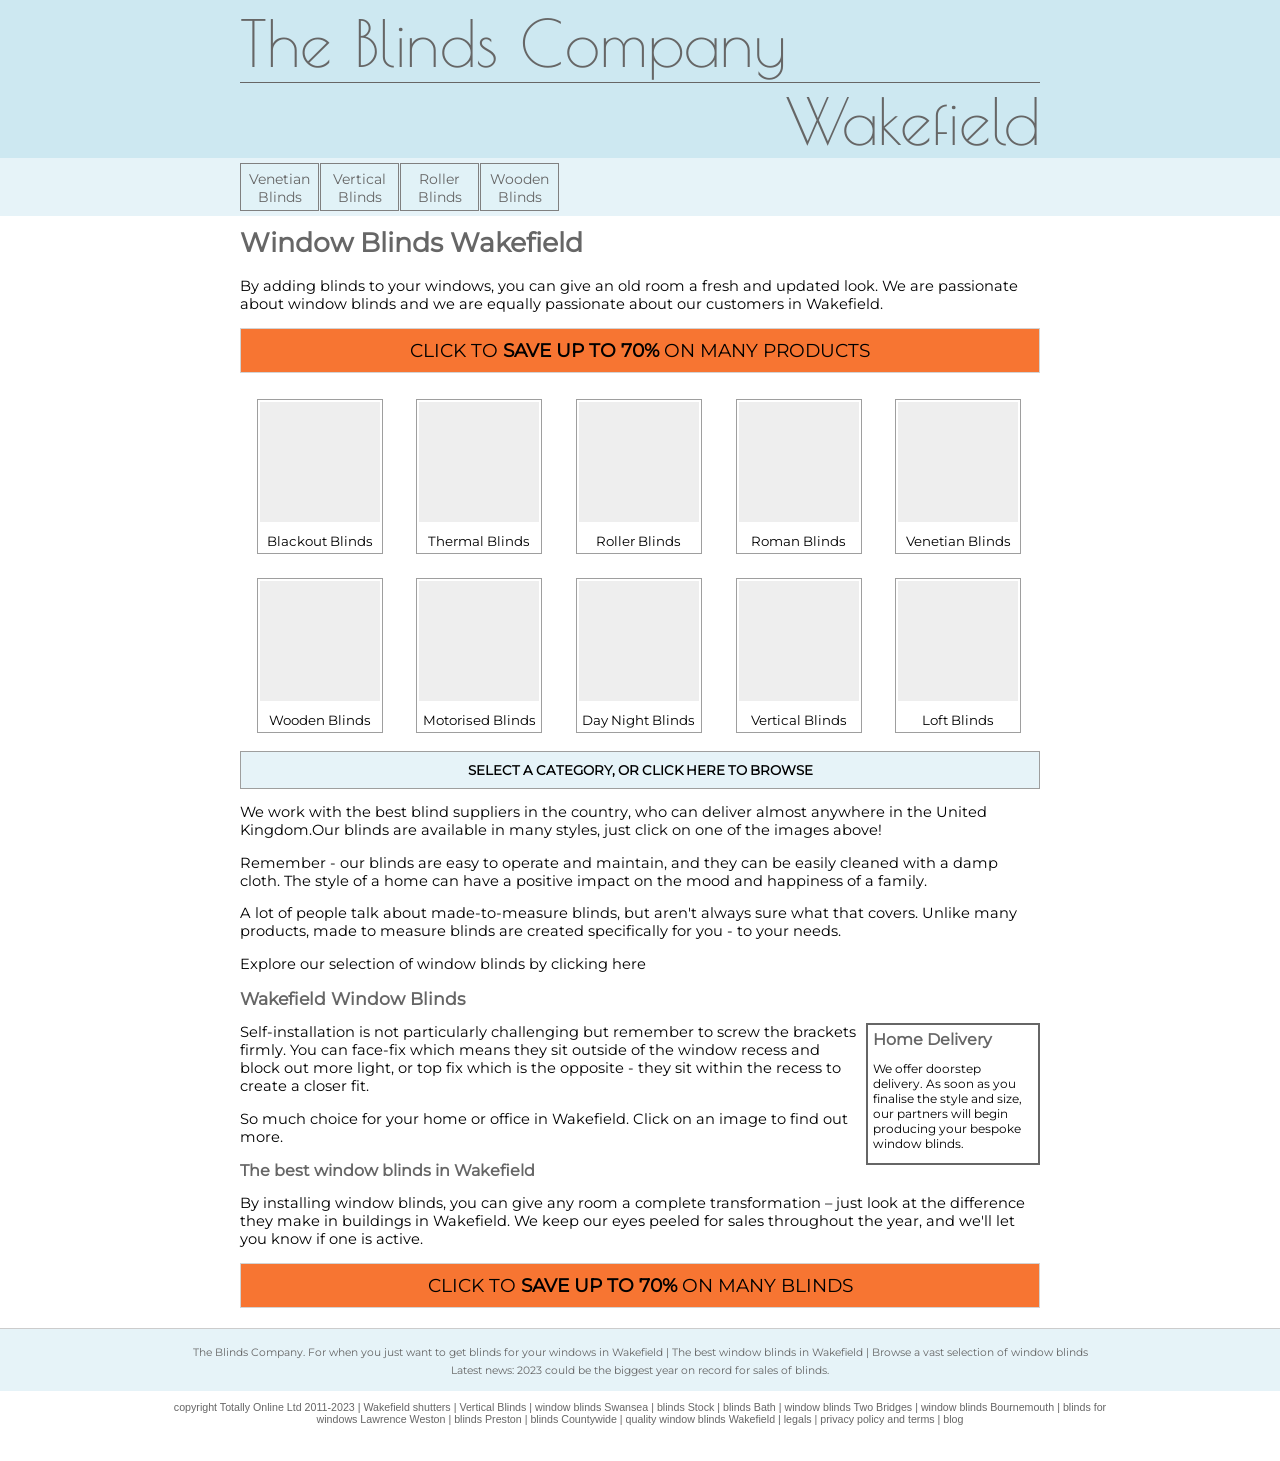 The Blinds Company
Wakefield
Venetian Blinds
Vertical Blinds
Roller Blinds
Wooden Blinds
Window Blinds Wakefield
By adding blinds to your windows, you can give an old room a fresh and updated look. We are passionate
about window blinds and we are equally passionate about our customers in Wakefield.
CLICK TO SAVE UP TO 70% ON MANY PRODUCTS
Blackout Blinds
Thermal Blinds
Roller Blinds
Roman Blinds
Venetian Blinds
Wooden Blinds
Motorised Blinds
Day Night Blinds
Vertical Blinds
Loft Blinds
SELECT A CATEGORY, OR CLICK HERE TO BROWSE
We work with the best blind suppliers in the country, who can deliver almost anywhere in the United
Kingdom.Our blinds are available in many styles, just click on one of the images above!
Remember - our blinds are easy to operate and maintain, and they can be easily cleaned with a damp
cloth. The style of a home can have a positive impact on the mood and happiness of a family.
A lot of people talk about made-to-measure blinds, but aren't always sure what that covers. Unlike many
products, made to measure blinds are created specifically for you - to your needs.
Explore our selection of window blinds by clicking here
Wakefield Window Blinds
Self-installation is not particularly challenging but remember to screw the brackets
firmly. You can face-fix which means they sit outside of the window recess and
block out more light, or top fix which is the opposite - they sit within the recess to
create a closer fit.
So much choice for your home or office in Wakefield. Click on an image to find out
more.
Home Delivery
We offer doorstep
delivery. As soon as you
finalise the style and size,
our partners will begin
producing your bespoke
window blinds.
The best window blinds in Wakefield
By installing window blinds, you can give any room a complete transformation – just look at the difference
they make in buildings in Wakefield. We keep our eyes peeled for sales throughout the year, and we'll let
you know if one is active.
CLICK TO SAVE UP TO 70% ON MANY BLINDS
The Blinds Company. For when you just want to get blinds for your windows in Wakefield | The best window blinds in Wakefield | Browse a vast selection of window blinds
Latest news: 2023 could be the biggest year on record for sales of blinds.
copyright Totally Online Ltd 2011-2023 | Wakefield shutters | Vertical Blinds | window blinds Swansea | blinds Stock | blinds Bath | window blinds Two Bridges | window blinds Bournemouth | blinds for
windows Lawrence Weston | blinds Preston | blinds Countywide | quality window blinds Wakefield | legals | privacy policy and terms | blog